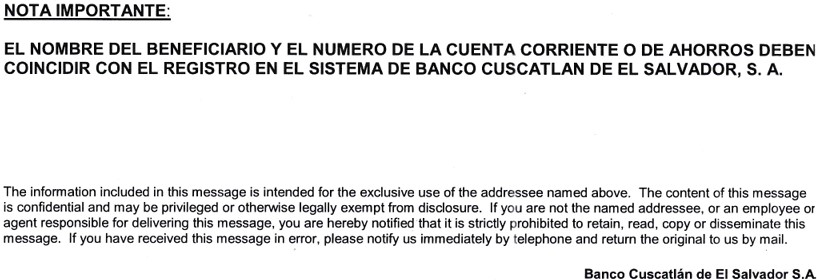 NOTA IMPORTANTE:
EL NOMBRE DEL BENEFICIARIO Y EL NUMERO DE LA CUENTA CORRIENTE O DE AHORROS DEBEN
COINCIDIR CON EL REGISTRO EN EL SISTEMA DE BANCO CUSCATLAN DE EL SALVADOR, S. A.
The information included in this message is intended for the exclusive use of the addressee named above. The content of this message
is confidential and may be privileged or otherwise legally exempt from disclosure. If you are not the named addressee, or an employee or
agent responsible for delivering this message, you are hereby notified that it is strictly prohibited to retain, read, copy or disseminate this
message. If you have received this message in error, please notify us immediately by telephone and return the original to us by mail.
Banco Cuscatlán de El Salvador S.A.